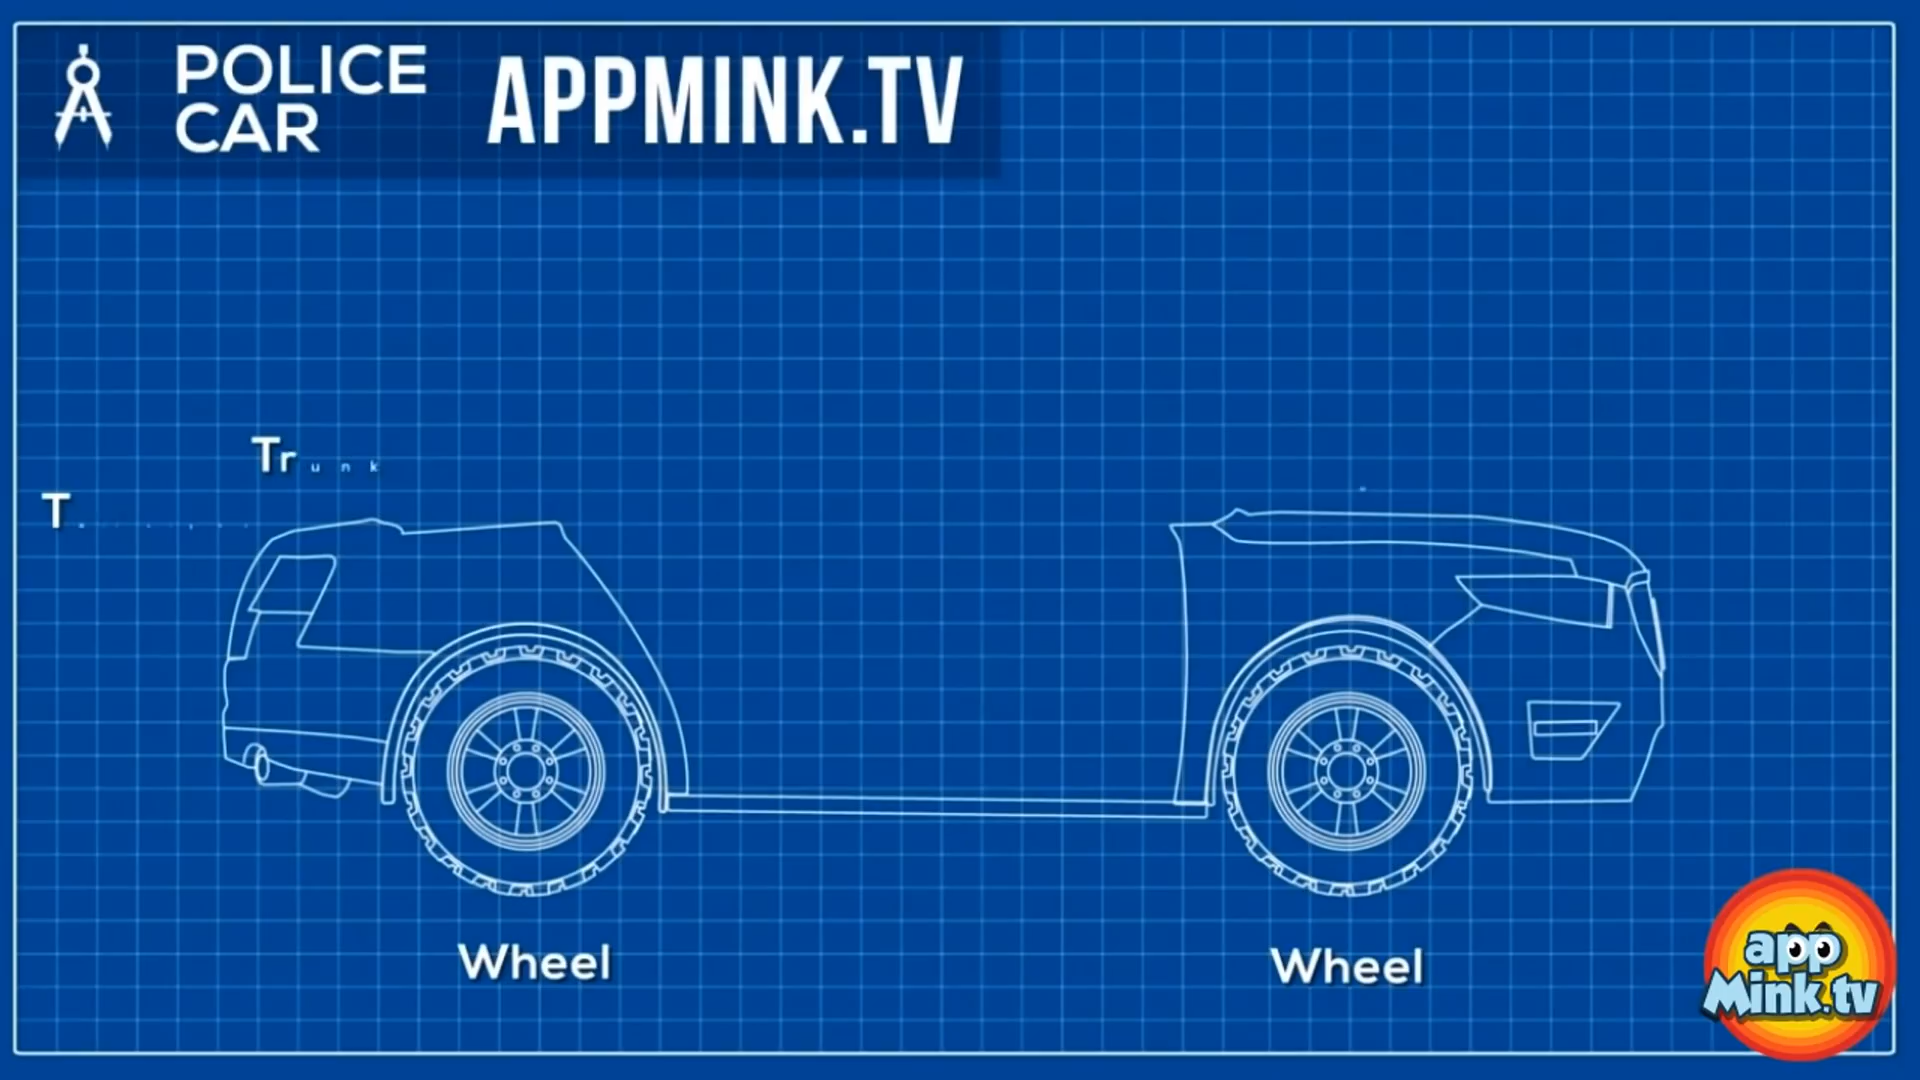 POLICE
CAR
APPMINK.TV
Trunk
T
Wheel
Wheel
app
Mink.tv